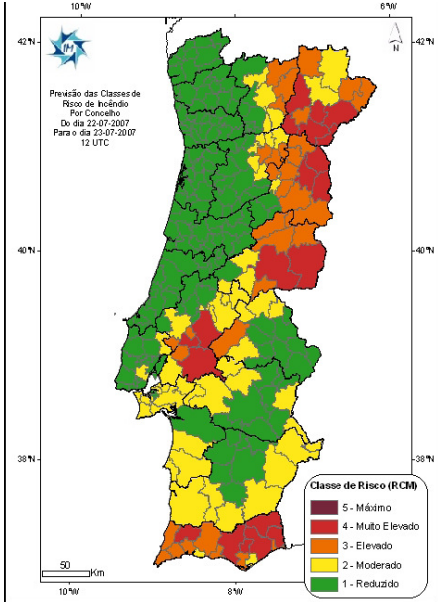 10°W
6°W
42°N
42°N
IM
N
Previsão das Classes de
Risco de Incêndio
Por Concelho
Do dia 22-07-2007
Para o dia 23-07-2007
12 UTC
40°N
40°N
38°N
38°N
Classe de Risco (RCM)
5 - Máximo
4 - Muito Elevado
3 - Elevado
2 - Moderado
1 - Reduzido
50
Km
10°W
8°W